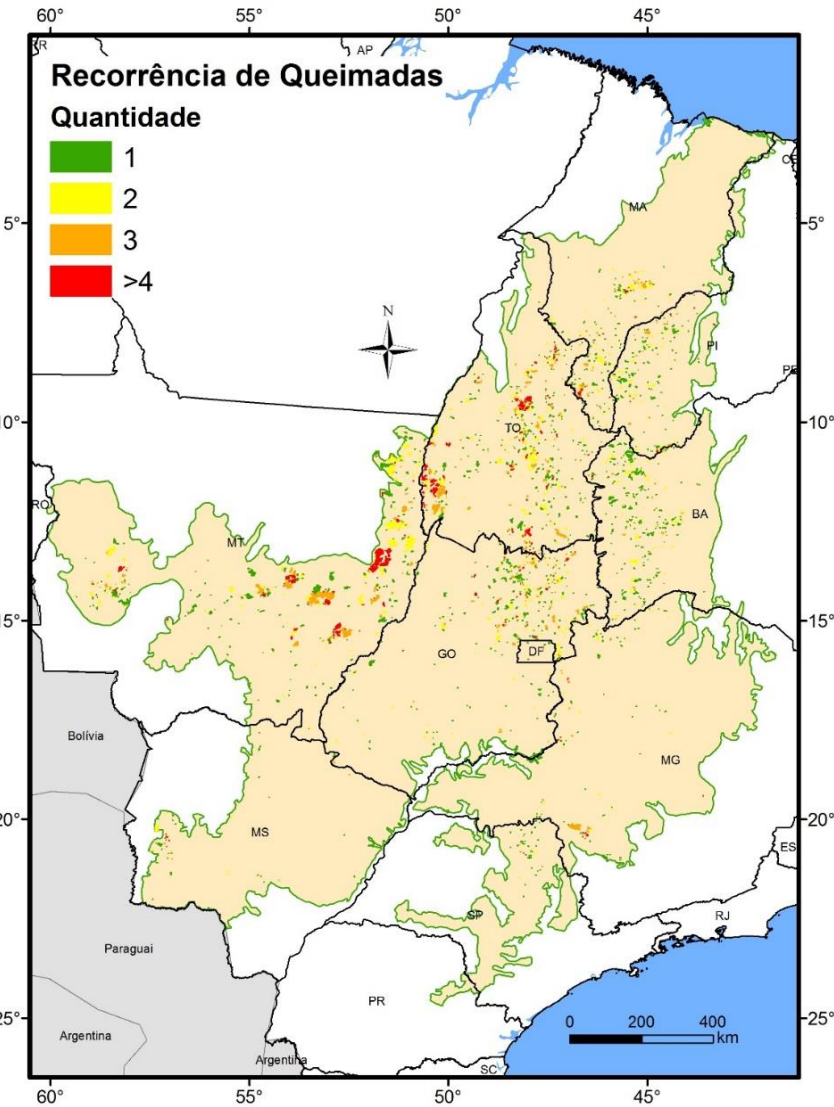 60° 55° 50° 45°
R
AP
Recorrência de Queimadas
Quantidade
1
2
3
>4
N
CE
MA
5° 5°
PI
PE
10° 10°
TO
RO
MT
BA
15° 15°
GO
DF
Bolívia
MG
20° 20°
MS
ES
SP
RJ
Paraguai
PR
25° 25°
0 200 400
km
Argentina
Argentina
SC
60° 55° 50° 45°